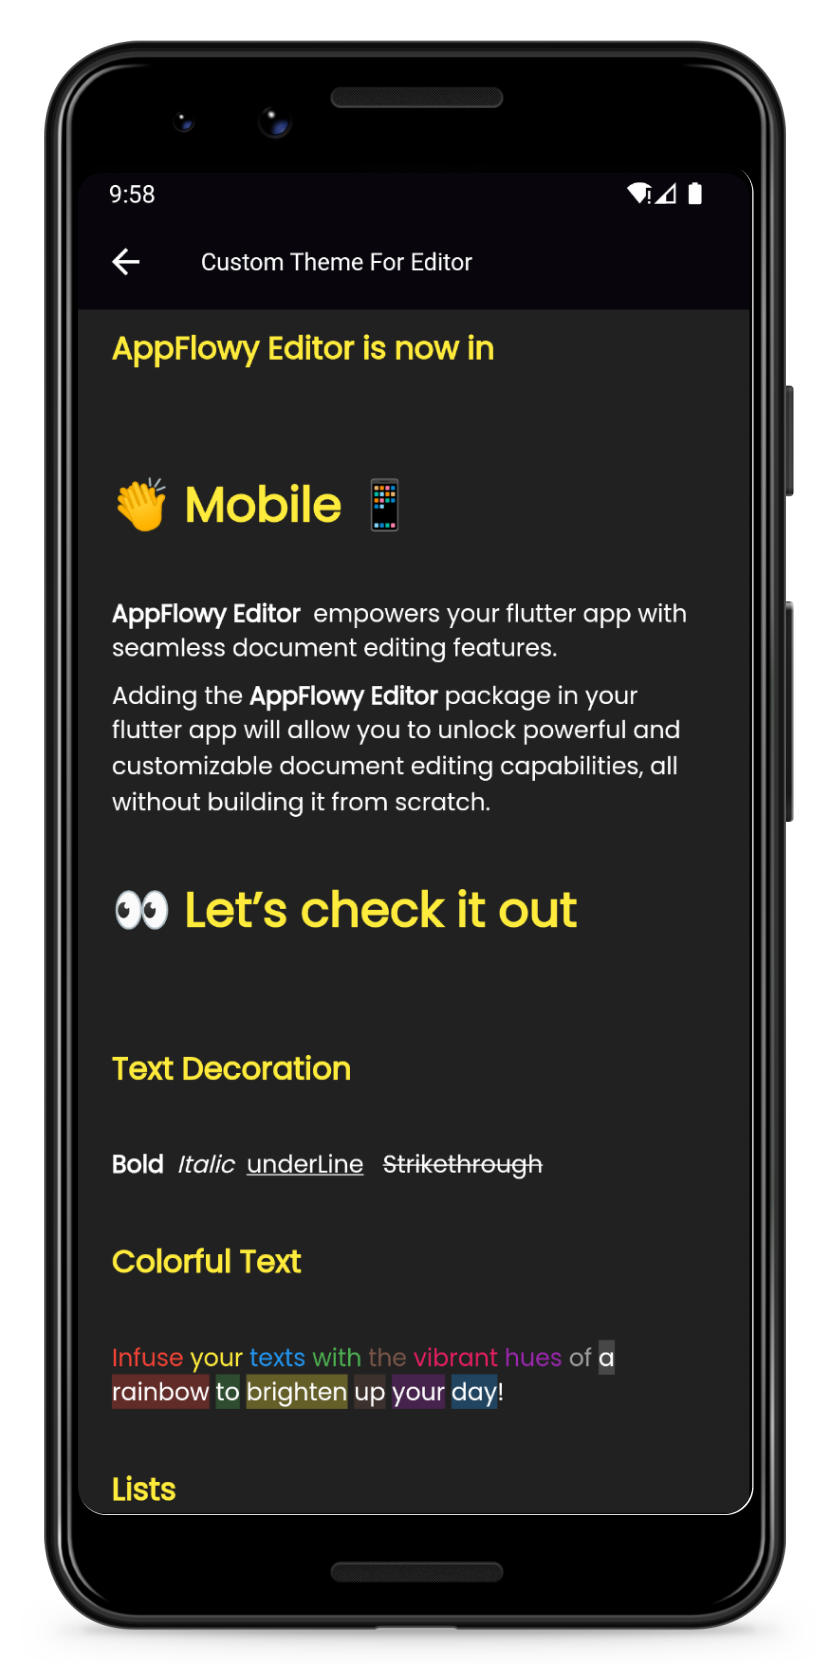 9:58
Custom Theme For Editor
AppFlowy Editor is now in
👋 Mobile 📱
AppFlowy Editor empowers your flutter app with
seamless document editing features.
Adding the AppFlowy Editor package in your
flutter app will allow you to unlock powerful and
customizable document editing capabilities, all
without building it from scratch.
👀 Let’s check it out
Text Decoration
Bold Italic underLine Strikethrough
Colorful Text
Infuse your texts with the vibrant hues of a
rainbow to brighten up your day!
Lists